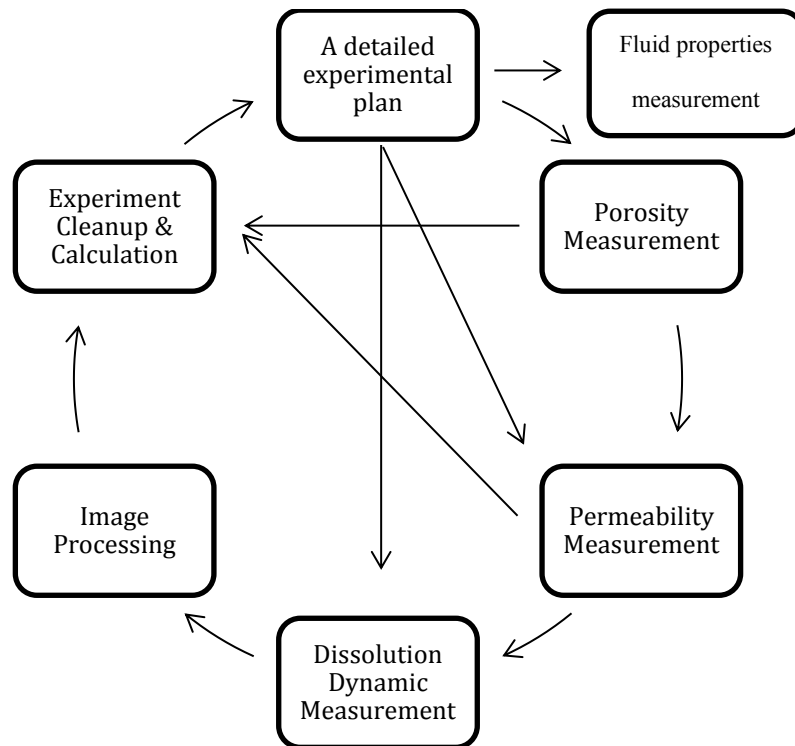 A detailed
experimental
plan
Fluid properties
measurement
Experiment
Cleanup &
Calculation
Porosity
Measurement
Image
Processing
Permeability
Measurement
Dissolution
Dynamic
Measurement